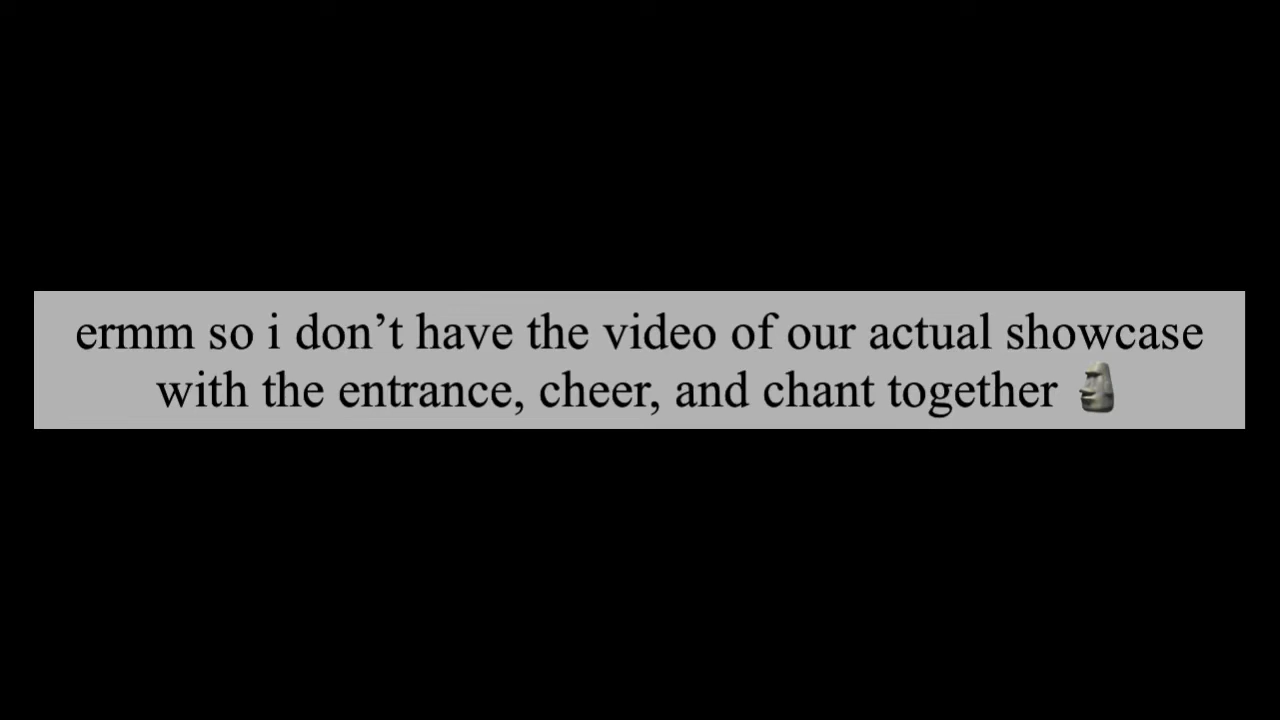 ermm so i don’t have the video of our actual showcase
with the entrance, cheer, and chant together 🗿